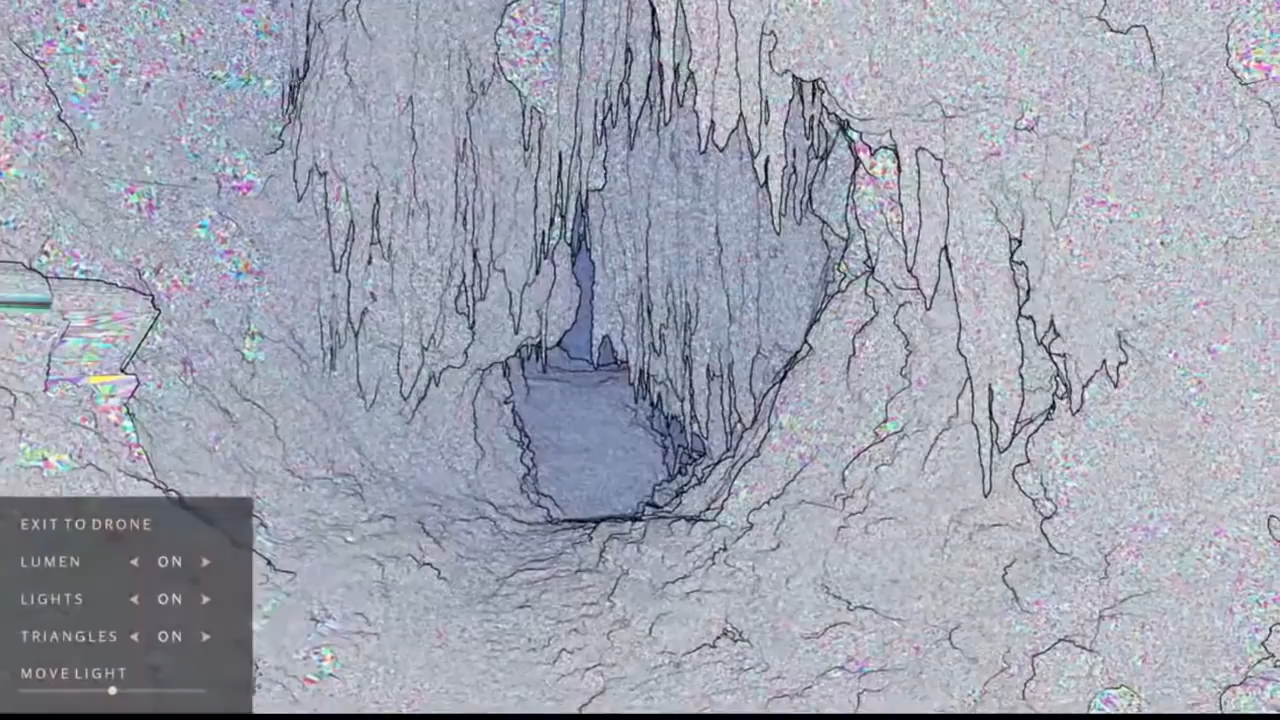 EXIT TO DRONE
LUMEN ON
LIGHTS ON
TRIANGLES ON
MOVE LIGHT